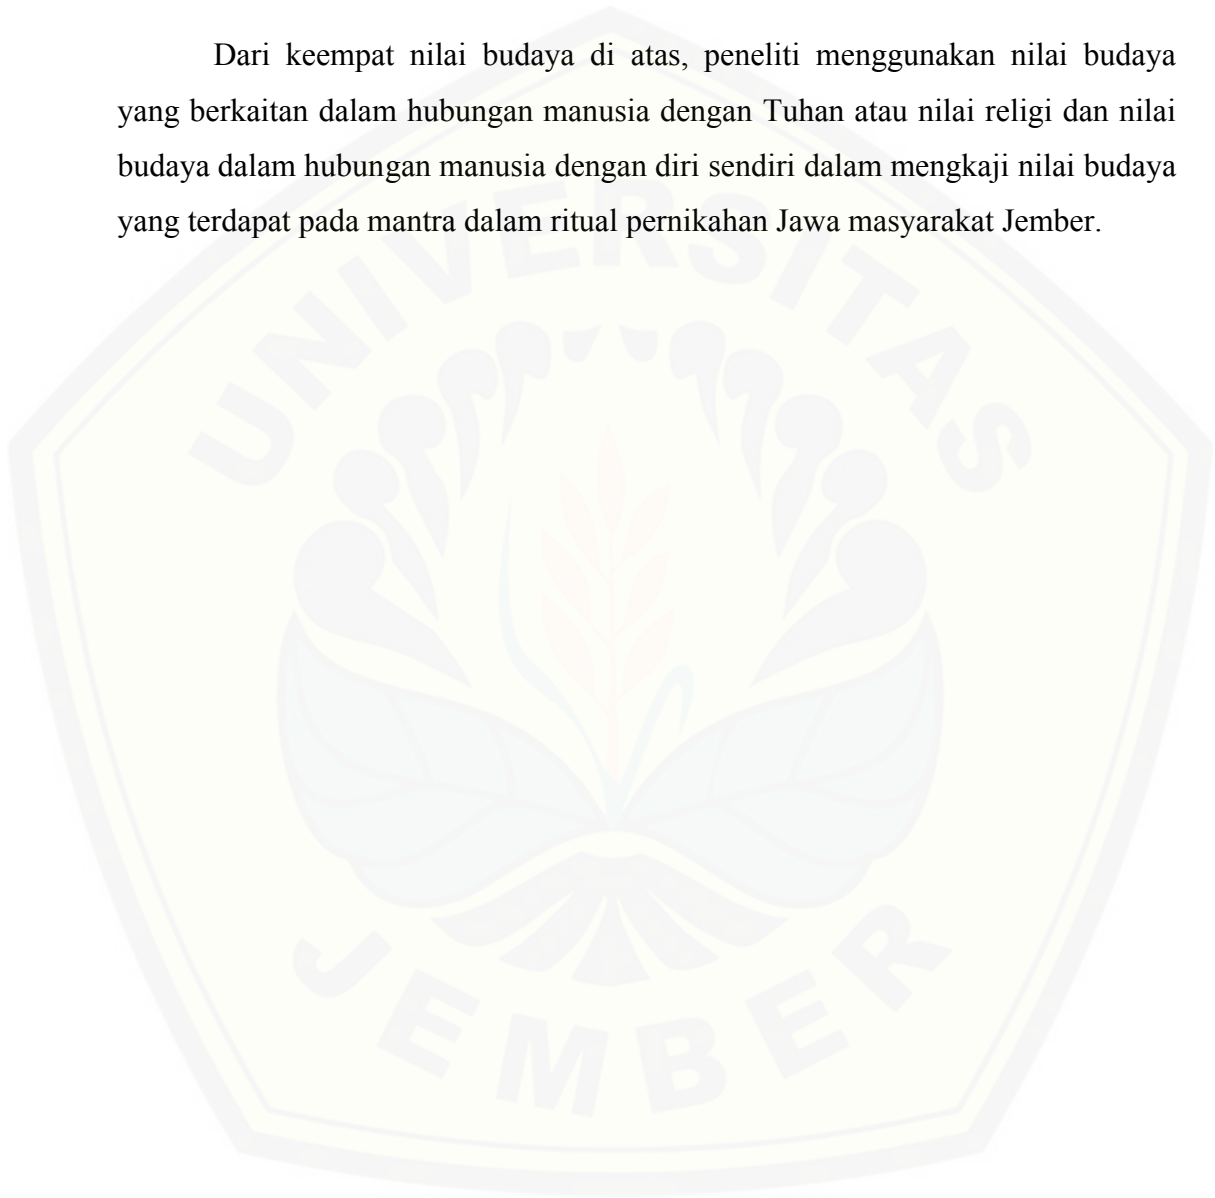 Dari keempat nilai budaya di atas, peneliti menggunakan nilai budaya
yang berkaitan dalam hubungan manusia dengan Tuhan atau nilai religi dan nilai
budaya dalam hubungan manusia dengan diri sendiri dalam mengkaji nilai budaya
yang terdapat pada mantra dalam ritual pernikahan Jawa masyarakat Jember.
UNIVERSITAS
JEMBER